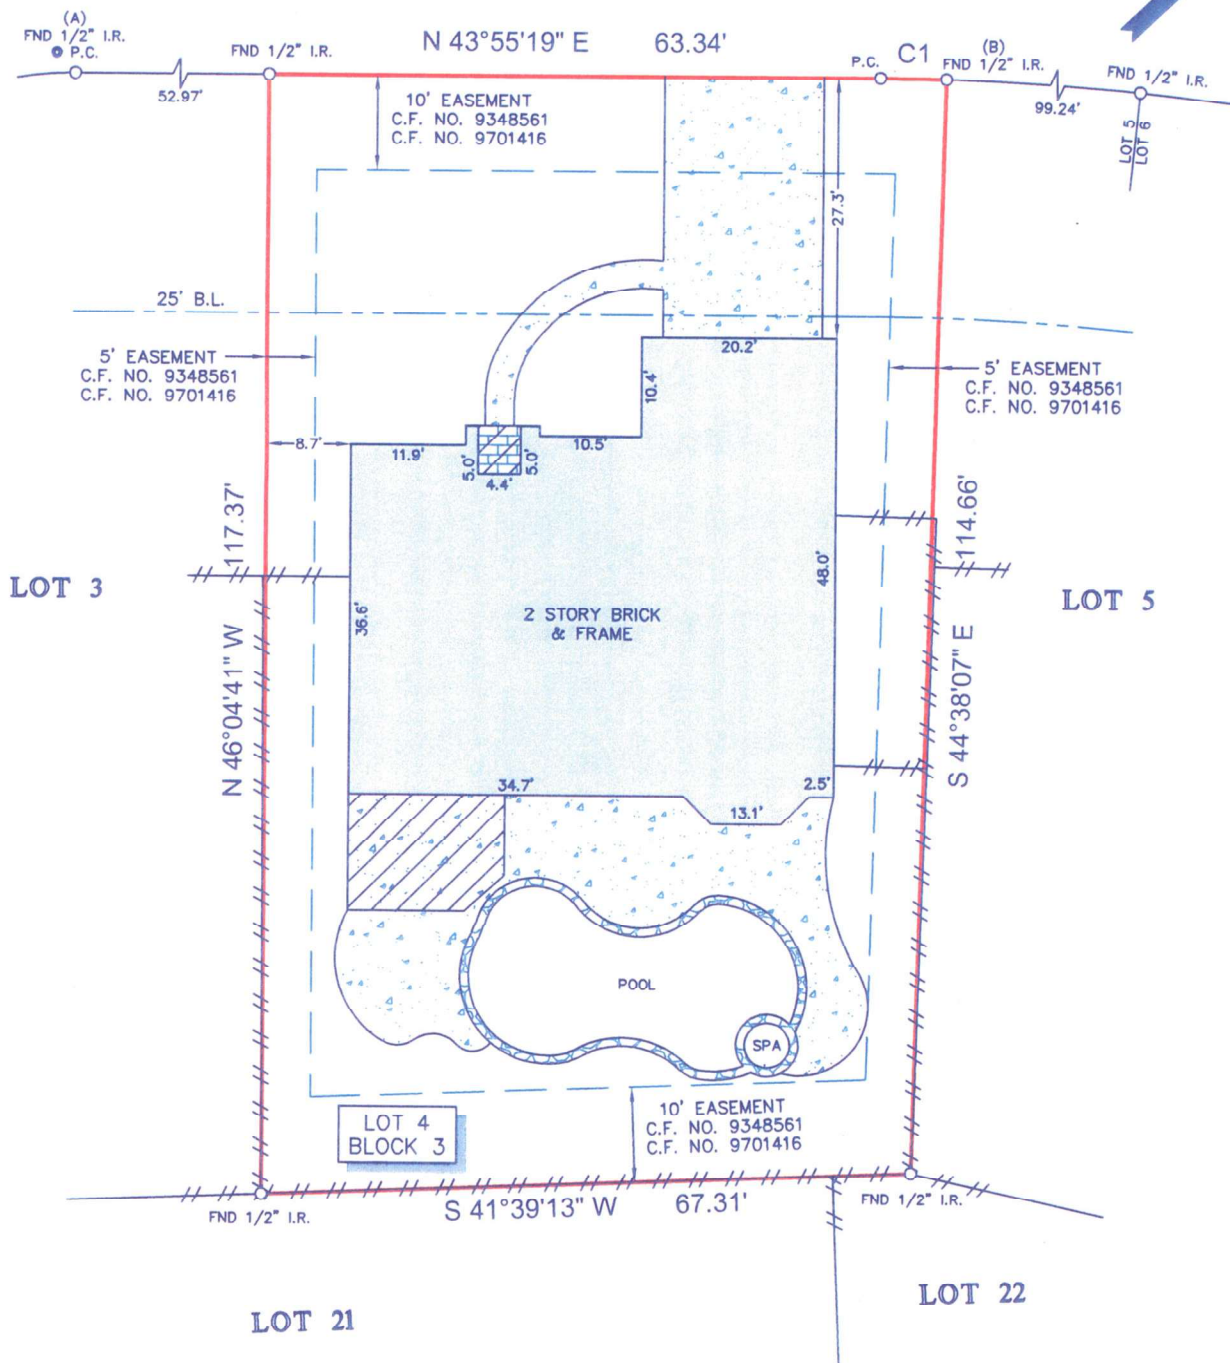 (A)
FND 1/2" I.R.
P.C.
52.97'
FND 1/2" I.R.
N 43°55'19" E 63.34'
P.C.
C1
(B)
FND 1/2" I.R.
99.24'
FND 1/2" I.R.
LOT 5
LOT 6
10' EASEMENT
C.F. NO. 9348561
C.F. NO. 9701416
27.3'
25' B.L.
5' EASEMENT
C.F. NO. 9348561
C.F. NO. 9701416
20.2'
10.4'
5' EASEMENT
C.F. NO. 9348561
C.F. NO. 9701416
8.7'
11.9'
5.0'
4.4'
5.0'
10.5'
117.37'
N 46°04'41" W
LOT 3
36.6'
2 STORY BRICK
& FRAME
48.0'
114.66'
S 44°38'07" E
LOT 5
34.7'
13.1'
2.5'
POOL
SPA
LOT 4
BLOCK 3
10' EASEMENT
C.F. NO. 9348561
C.F. NO. 9701416
FND 1/2" I.R.
S 41°39'13" W 67.31'
FND 1/2" I.R.
LOT 21
LOT 22